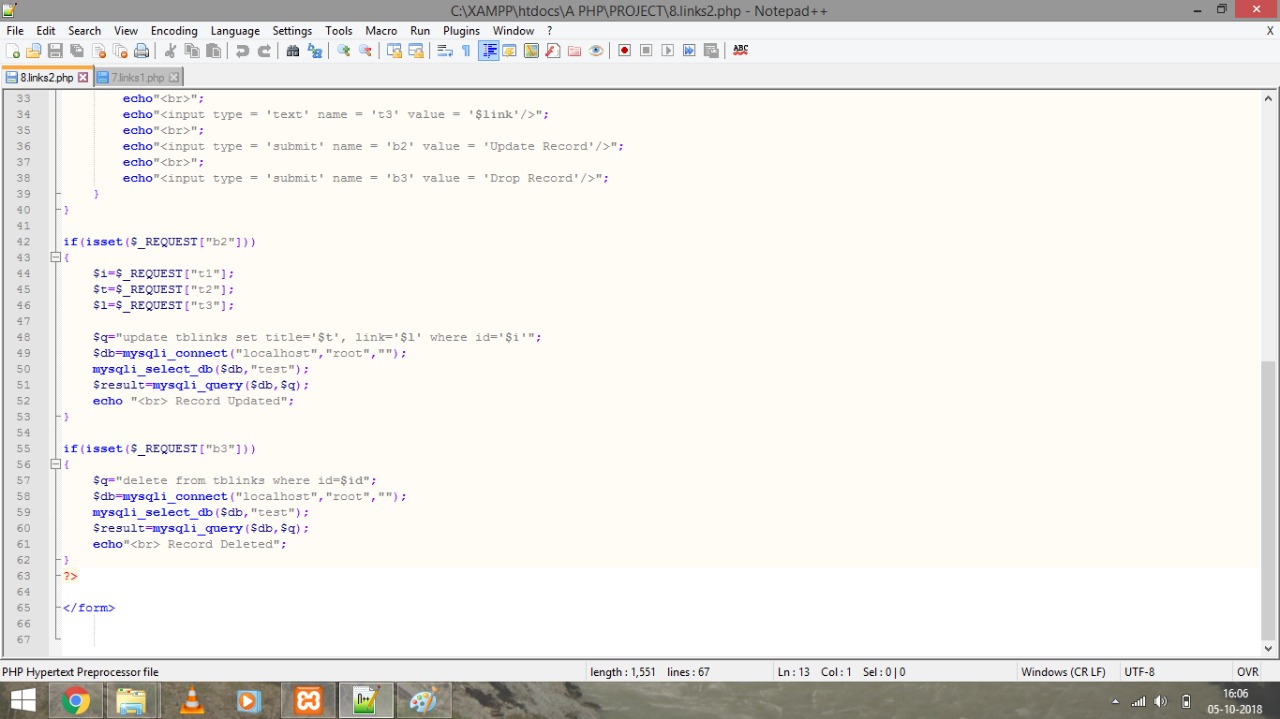 C:\XAMPP\htdocs\A PHP\PROJECT\8.links2.php - Notepad++
File Edit Search View Encoding Language Settings Tools Macro Run Plugins Window ? X
ABC
8.links2.php 7.links1.php
33 echo"<br>";
34 echo"<input type = 'text' name = 't3' value = '$link'/>";
35 echo"<br>";
36 echo"<input type = 'submit' name = 'b2' value = 'Update Record'/>";
37 echo"<br>";
38 echo"<input type = 'submit' name = 'b3' value = 'Drop Record'/>";
39 }
40 }
41
42 if(isset($_REQUEST["b2"]))
43 {
44 $i=$_REQUEST["t1"];
45 $t=$_REQUEST["t2"];
46 $l=$_REQUEST["t3"];
47
48 $q="update tblinks set title='$t', link='$l' where id='$i'";
49 $db=mysqli_connect("localhost","root","");
50 mysqli_select_db($db,"test");
51 $result=mysqli_query($db,$q);
52 echo "<br> Record Updated";
53 }
54
55 if(isset($_REQUEST["b3"]))
56 {
57 $q="delete from tblinks where id=$id";
58 $db=mysqli_connect("localhost","root","");
59 mysqli_select_db($db,"test");
60 $result=mysqli_query($db,$q);
61 echo"<br> Record Deleted";
62 }
63 ?>
64
65 </form>
66
67
PHP Hypertext Preprocessor file length : 1,551 lines : 67 Ln : 13 Col : 1 Sel : 0 | 0 Windows (CR LF) UTF-8 OVR
16:06
05-10-2018